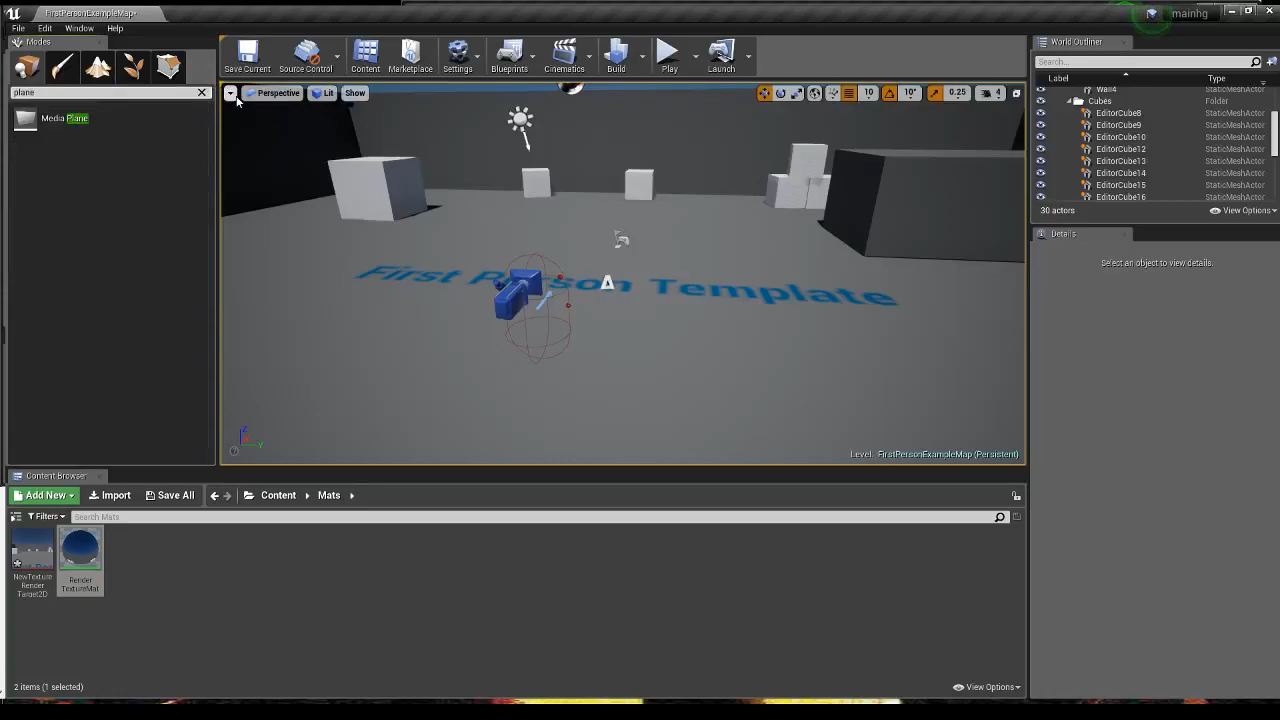 FirstPersonExampleMap•
mainhg
File Edit Window Help
Modes
plane
Media Plane
Save Current Source Control Content Marketplace Settings Blueprints Cinematics Build Play Launch
Perspective Lit Show
10 10° 0.25 4
First Person Template
Level: FirstPersonExampleMap (Persistent)
World Outliner
Search...
Label Type
Wall4 StaticMeshActor
Cubes Folder
EditorCube8 StaticMeshActor
EditorCube9 StaticMeshActor
EditorCube10 StaticMeshActor
EditorCube12 StaticMeshActor
EditorCube13 StaticMeshActor
EditorCube14 StaticMeshActor
EditorCube15 StaticMeshActor
EditorCube16 StaticMeshActor
30 actors View Options
Details
Select an object to view details.
Content Browser
Add New Import Save All Content Mats
Filters Search Mats
NewTexture
Render
Target2D
Render
TextureMat
2 items (1 selected) View Options